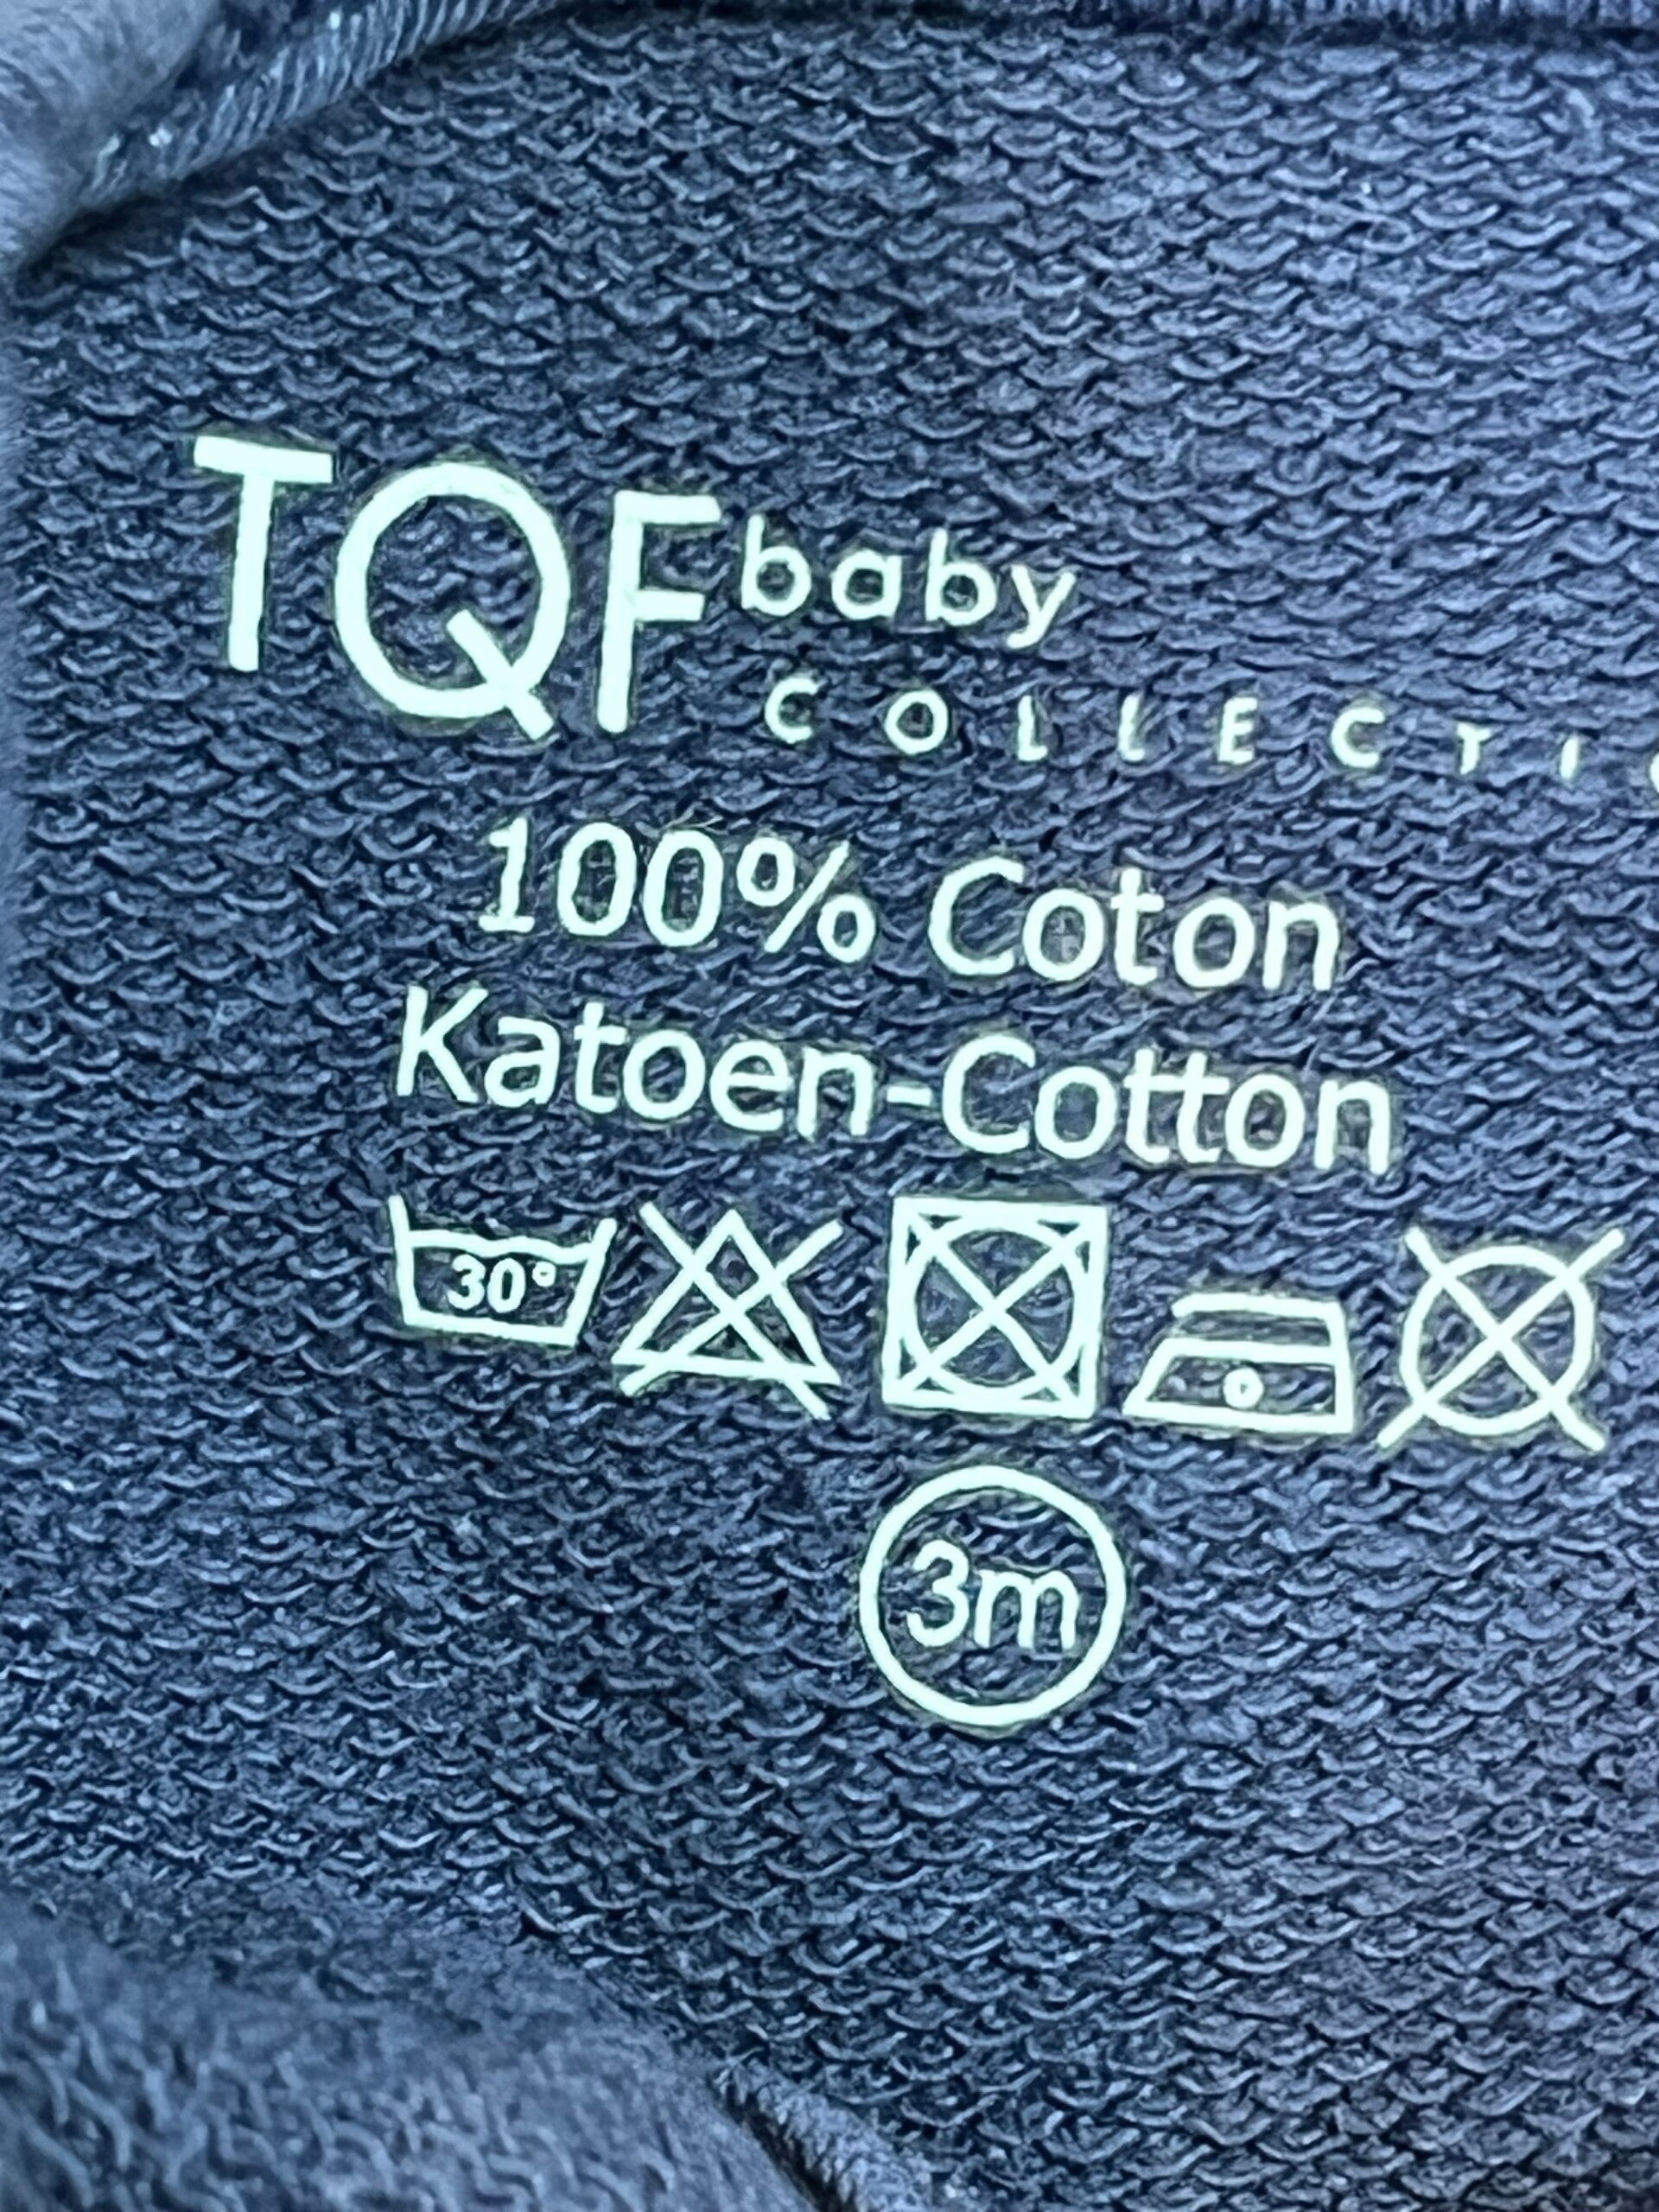 TQF baby
COLLECTI
100% Coton
Katoen-Cotton
30°
3m